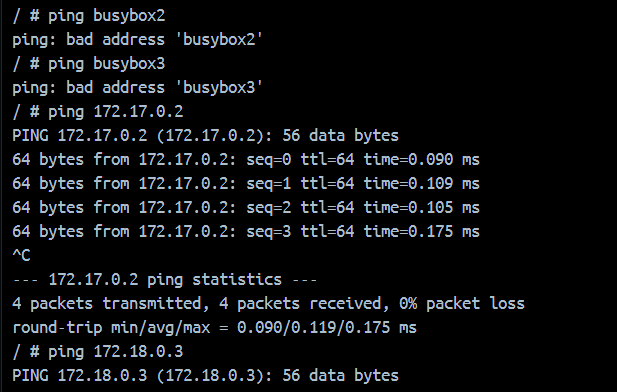 / # ping busybox2
ping: bad address 'busybox2'
/ # ping busybox3
ping: bad address 'busybox3'
/ # ping 172.17.0.2
PING 172.17.0.2 (172.17.0.2): 56 data bytes
64 bytes from 172.17.0.2: seq=0 ttl=64 time=0.090 ms
64 bytes from 172.17.0.2: seq=1 ttl=64 time=0.109 ms
64 bytes from 172.17.0.2: seq=2 ttl=64 time=0.105 ms
64 bytes from 172.17.0.2: seq=3 ttl=64 time=0.175 ms
^C
--- 172.17.0.2 ping statistics ---
4 packets transmitted, 4 packets received, 0% packet loss
round-trip min/avg/max = 0.090/0.119/0.175 ms
/ # ping 172.18.0.3
PING 172.18.0.3 (172.18.0.3): 56 data bytes